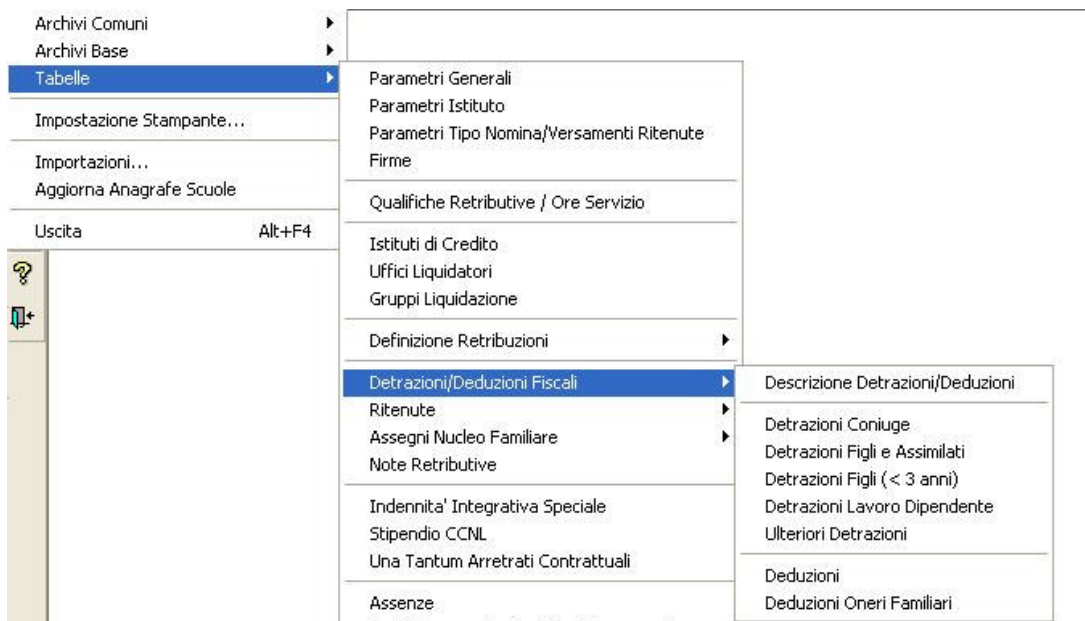 Archivi Comuni
Archivi Base
Tabelle
Impostazione Stampante...
Importazioni...
Aggiorna Anagrafe Scuole
Uscita Alt+F4
Parametri Generali
Parametri Istituto
Parametri Tipo Nomina/Versamenti Ritenute
Firme
Qualifiche Retributive / Ore Servizio
Istituti di Credito
Uffici Liquidatori
Gruppi Liquidazione
Definizione Retribuzioni
Detrazioni/Deduzioni Fiscali
Ritenute
Assegni Nucleo Familiare
Note Retributive
Indennita' Integrativa Speciale
Stipendio CCNL
Una Tantum Arretrati Contrattuali
Assenze
Descrizione Detrazioni/Deduzioni
Detrazioni Coniuge
Detrazioni Figli e Assimilati
Detrazioni Figli (< 3 anni)
Detrazioni Lavoro Dipendente
Ulteriori Detrazioni
Deduzioni
Deduzioni Oneri Familiari